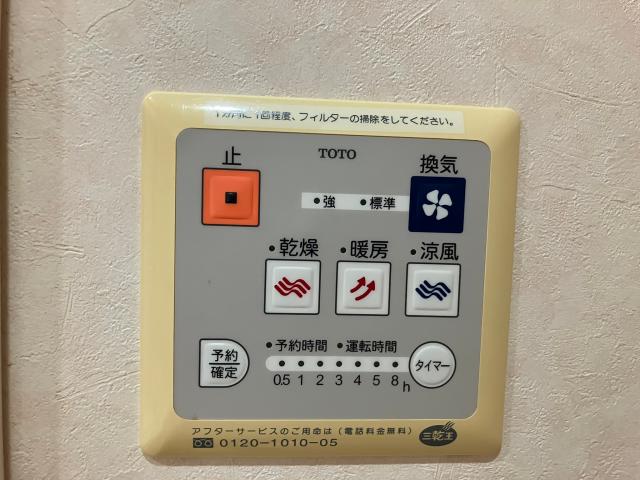 1カ月に1回程度、フィルターの掃除をしてください。
止
TOTO
換気
●強 ●標準
●乾燥 ●暖房 ●涼風
予約
確定
●予約時間 ●運転時間
タイマー
0.5 1 2 3 4 5 8 h
アフターサービスのご用命は(電話料金無料)
0120-1010-05
三乾王